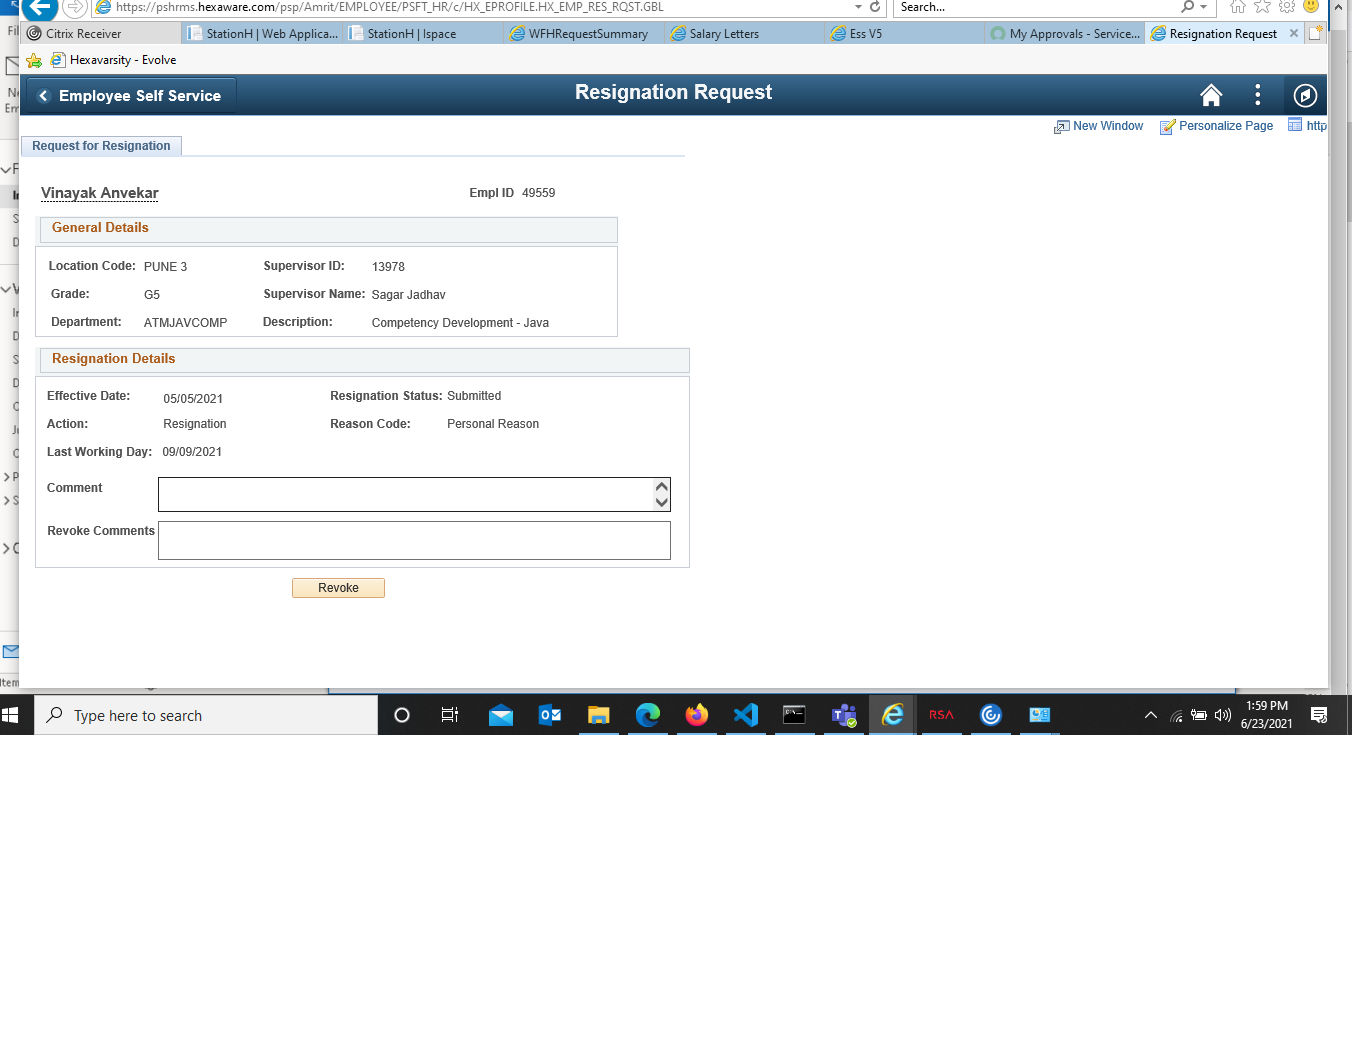 https://pshrms.hexaware.com/psp/Amrit/EMPLOYEE/PSFT_HR/c/HX_EPROFILE.HX_EMP_RES_RQST.GBL Search...
Citrix Receiver StationH | Web Applica... StationH | Ispace WFHRequestSummary Salary Letters Ess V5 My Approvals - Service... Resignation Request
Hexavarsity - Evolve
Employee Self Service Resignation Request
New Window Personalize Page http
Request for Resignation
Vinayak Anvekar Empl ID 49559
General Details
Location Code: PUNE 3 Supervisor ID: 13978
Grade: G5 Supervisor Name: Sagar Jadhav
Department: ATMJAVCOMP Description: Competency Development - Java
Resignation Details
Effective Date: 05/05/2021 Resignation Status: Submitted
Action: Resignation Reason Code: Personal Reason
Last Working Day: 09/09/2021
Comment
Revoke Comments
Revoke
Type here to search RSA 1:59 PM
6/23/2021